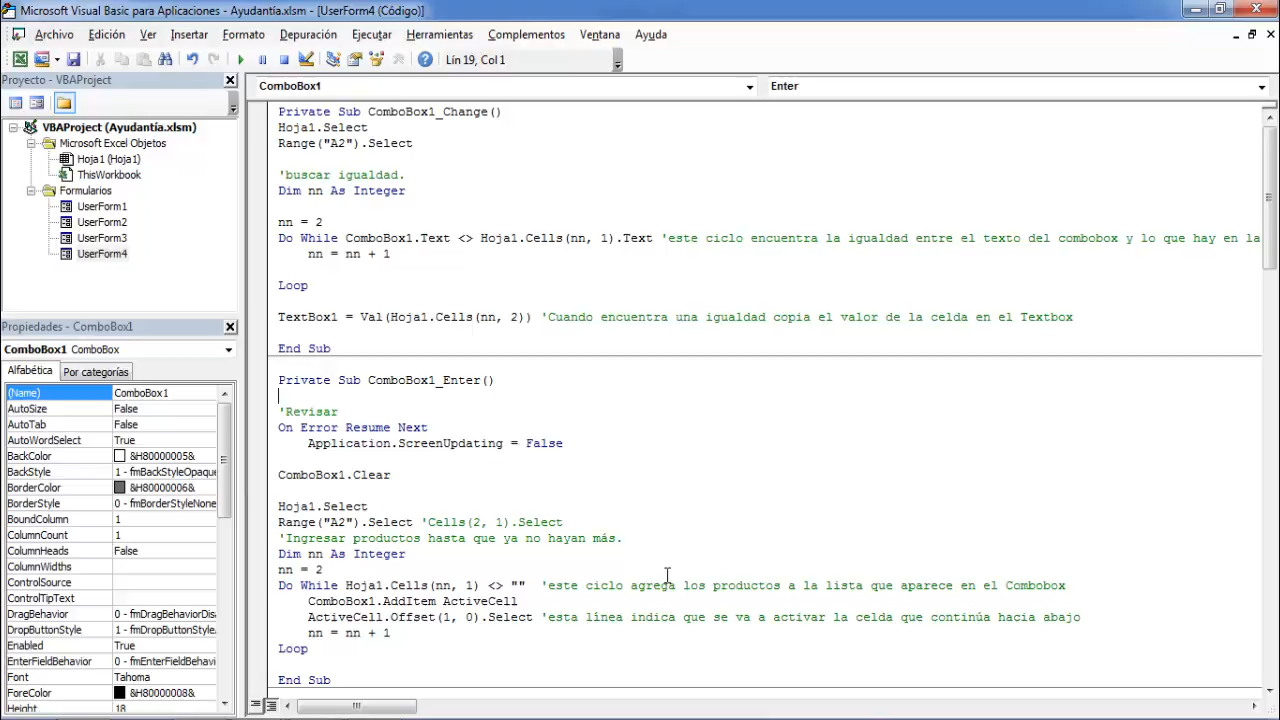 Microsoft Visual Basic para Aplicaciones - Ayudantía.xlsm - [UserForm4 (Código)]
Archivo Edición Ver Insertar Formato Depuración Ejecutar Herramientas Complementos Ventana Ayuda
Lín 19, Col 1
Proyecto - VBAProject
VBAProject (Ayudantía.xlsm)
Microsoft Excel Objetos
Hoja1 (Hoja1)
ThisWorkbook
Formularios
UserForm1
UserForm2
UserForm3
UserForm4
Propiedades - ComboBox1
ComboBox1 ComboBox
Alfabética Por categorías
(Name) ComboBox1
AutoSize False
AutoTab False
AutoWordSelect True
BackColor &H80000005&
BackStyle 1 - fmBackStyleOpaque
BorderColor &H80000006&
BorderStyle 0 - fmBorderStyleNone
BoundColumn 1
ColumnCount 1
ColumnHeads False
ColumnWidths
ControlSource
ControlTipText
DragBehavior 0 - fmDragBehaviorDis
DropButtonStyle 1 - fmDropButtonStyle
Enabled True
EnterFieldBehavior 0 - fmEnterFieldBehavio
Font Tahoma
ForeColor &H80000008&
Height 18
ComboBox1 Enter
Private Sub ComboBox1_Change()
Hoja1.Select
Range("A2").Select
'buscar igualdad.
Dim nn As Integer
nn = 2
Do While ComboBox1.Text <> Hoja1.Cells(nn, 1).Text 'este ciclo encuentra la igualdad entre el texto del combobox y lo que hay en la
nn = nn + 1
Loop
TextBox1 = Val(Hoja1.Cells(nn, 2)) 'Cuando encuentra una igualdad copia el valor de la celda en el Textbox
End Sub
Private Sub ComboBox1_Enter()
'Revisar
On Error Resume Next
Application.ScreenUpdating = False
ComboBox1.Clear
Hoja1.Select
Range("A2").Select 'Cells(2, 1).Select
'Ingresar productos hasta que ya no hayan más.
Dim nn As Integer
nn = 2
Do While Hoja1.Cells(nn, 1) <> "" 'este ciclo agrega los productos a la lista que aparece en el Combobox
ComboBox1.AddItem ActiveCell
ActiveCell.Offset(1, 0).Select 'esta línea indica que se va a activar la celda que continúa hacia abajo
nn = nn + 1
Loop
End Sub